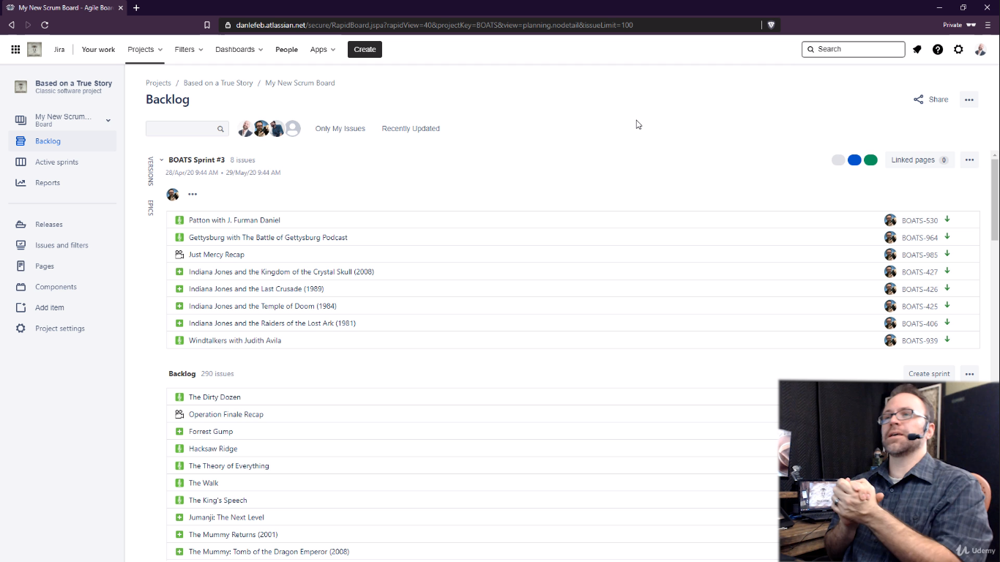 My New Scrum Board - Agile Boar
danlefeb.atlassian.net/secure/RapidBoard.jspa?rapidView=40&projectKey=BOATS&view=planning.nodetail&issueLimit=100
Private
Jira
Your work
Projects
Filters
Dashboards
People
Apps
Create
Search
Based on a True Story
Classic software project
My New Scrum...
Board
Backlog
Active sprints
Reports
Releases
Issues and filters
Pages
Components
Add item
Project settings
Projects / Based on a True Story / My New Scrum Board
Backlog
Share
Only My Issues
Recently Updated
VERSIONS
EPICS
BOATS Sprint #3 8 issues
Linked pages 0
28/Apr/20 9:44 AM • 29/May/20 9:44 AM
Patton with J. Furman Daniel BOATS-530
Gettysburg with The Battle of Gettysburg Podcast BOATS-964
Just Mercy Recap BOATS-985
Indiana Jones and the Kingdom of the Crystal Skull (2008) BOATS-427
Indiana Jones and the Last Crusade (1989) BOATS-426
Indiana Jones and the Temple of Doom (1984) BOATS-425
Indiana Jones and the Raiders of the Lost Ark (1981) BOATS-406
Windtalkers with Judith Avila BOATS-939
Backlog 290 issues
Create sprint
The Dirty Dozen
Operation Finale Recap
Forrest Gump
Hacksaw Ridge
The Theory of Everything
The Walk
The King's Speech
Jumanji: The Next Level
The Mummy Returns (2001)
The Mummy: Tomb of the Dragon Emperor (2008)
Udemy